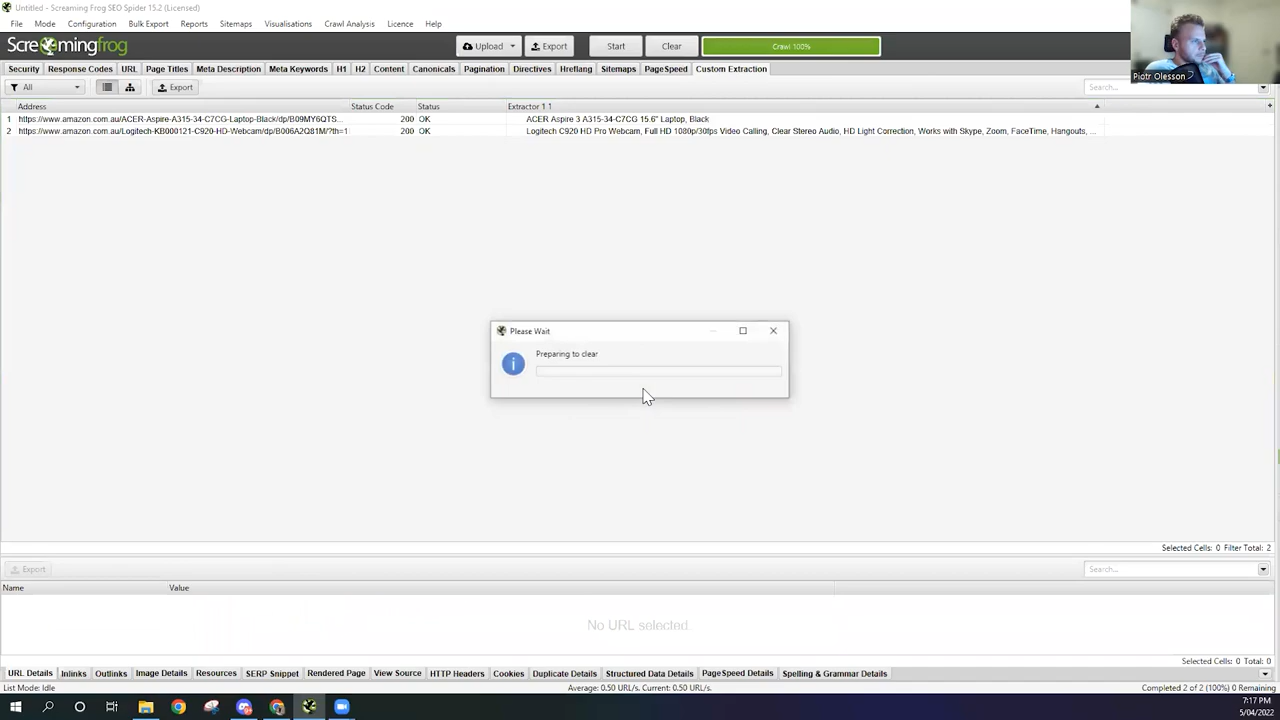 Untitled - Screaming Frog SEO Spider 15.2 (Licensed)
File Mode Configuration Bulk Export Reports Sitemaps Visualisations Crawl Analysis Licence Help
Screamingfrog Upload Export Start Clear Crawl 100%
Security Response Codes URL Page Titles Meta Description Meta Keywords H1 H2 Content Canonicals Pagination Directives Hreflang Sitemaps PageSpeed Custom Extraction
Piotr Olesson
All Export Search...
Address Status Code Status Extractor 1 1
1 https://www.amazon.com.au/ACER-Aspire-A315-34-C7CG-Laptop-Black/dp/B09MY6QTS... 200 OK ACER Aspire 3 A315-34-C7CG 15.6" Laptop, Black
2 https://www.amazon.com.au/Logitech-KB000121-C920-HD-Webcam/dp/B006A2Q81M/?th=1 200 OK Logitech C920 HD Pro Webcam, Full HD 1080p/30fps Video Calling, Clear Stereo Audio, HD Light Correction, Works with Skype, Zoom, FaceTime, Hangouts, ...
Please Wait
Preparing to clear
Selected Cells: 0 Filter Total: 2
Export Search...
Name Value
No URL selected.
Selected Cells: 0 Total: 0
URL Details Inlinks Outlinks Image Details Resources SERP Snippet Rendered Page View Source HTTP Headers Cookies Duplicate Details Structured Data Details PageSpeed Details Spelling & Grammar Details
List Mode: Idle Average: 0.50 URL/s. Current: 0.50 URL/s. Completed 2 of 2 (100%) 0 Remaining
7:17 PM
5/04/2022